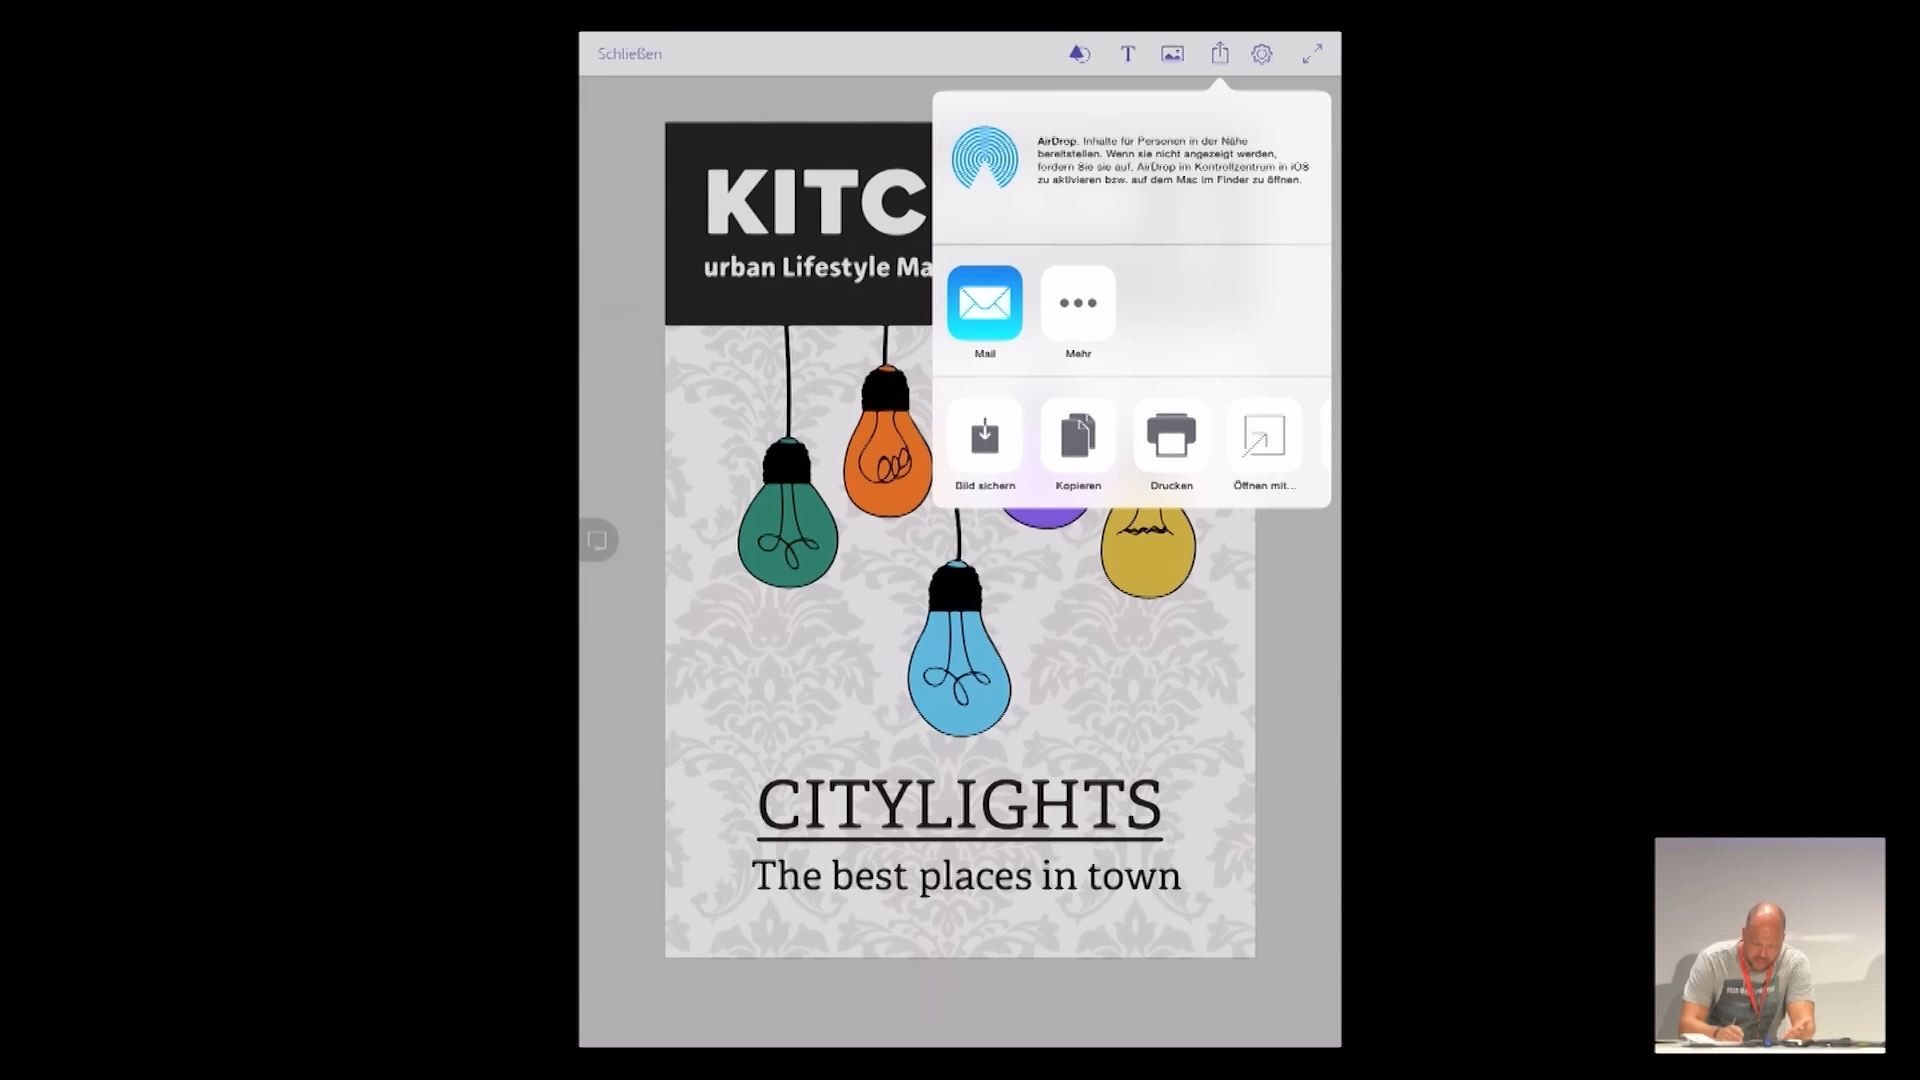 Schließen
T
AirDrop. Inhalte für Personen in der Nähe
bereitstellen. Wenn sie nicht angezeigt werden,
fordern Sie sie auf, AirDrop im Kontrollzentrum in iOS
zu aktivieren bzw. auf dem Mac im Finder zu öffnen.
KITC
urban Lifestyle Ma
Mail
Mehr
Bild sichern
Kopieren
Drucken
Öffnen mit...
CITYLIGHTS
The best places in town